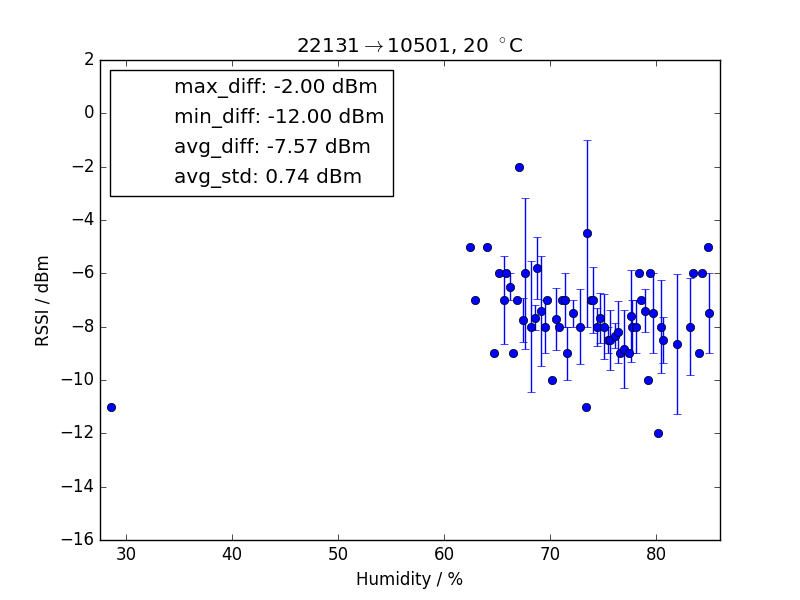 22131→10501, 20 °C
max_diff: -2.00 dBm
min_diff: -12.00 dBm
avg_diff: -7.57 dBm
avg_std: 0.74 dBm
2
0
−2
−4
−6
−8
−10
−12
−14
−16
RSSI / dBm
30 40 50 60 70 80
Humidity / %